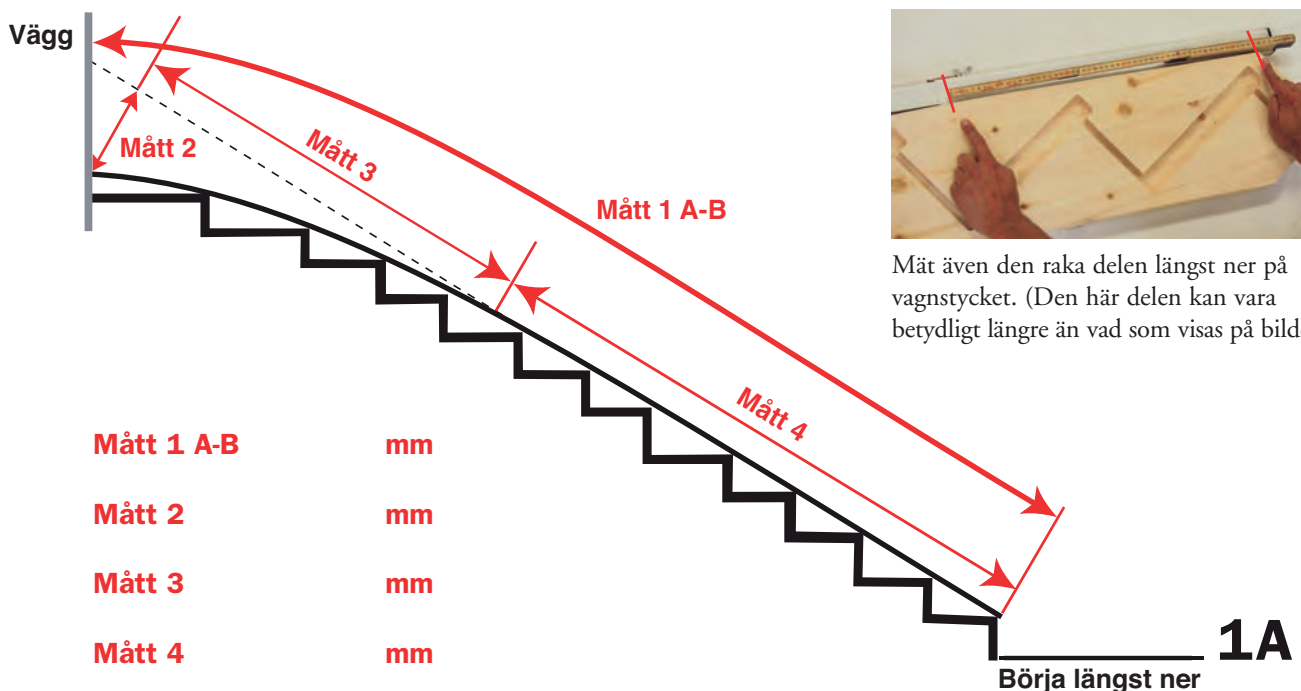 Vägg
Mått 2
Mått 3
Mått 1 A-B
Mått 4
Mät även den raka delen längst ner på
vagnstycket. (Den här delen kan vara
betydligt längre än vad som visas på bild
Mått 1 A-B mm
Mått 2 mm
Mått 3 mm
Mått 4 mm
1A
Börja längst ner